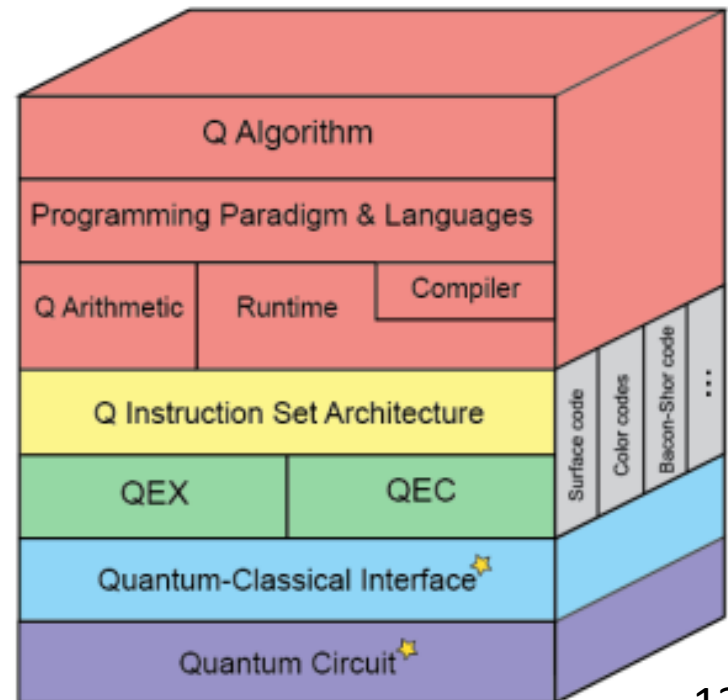 Q Algorithm
Programming Paradigm & Languages
Q Arithmetic
Runtime
Compiler
Q Instruction Set Architecture
QEX
QEC
Surface code
Color codes
Bacon-Shor code
...
Quantum-Classical Interface
Quantum Circuit